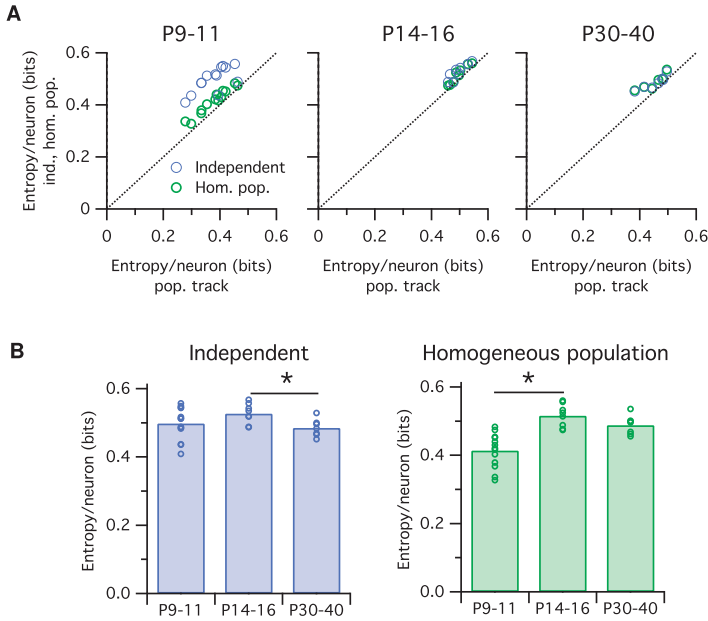 A
P9-11
P14-16
P30-40
Entropy/neuron (bits)
ind., hom. pop.
0.6
0.4
0.2
0
Independent
Hom. pop.
0 0.2 0.4 0.6
0 0.2 0.4 0.6
0 0.2 0.4 0.6
Entropy/neuron (bits)
pop. track
Entropy/neuron (bits)
pop. track
Entropy/neuron (bits)
pop. track
B
Independent
Entropy/neuron (bits)
0.6
0.4
0.2
0.0
*
P9-11 P14-16 P30-40
Homogeneous population
Entropy/neuron (bits)
0.6
0.4
0.2
0.0
*
P9-11 P14-16 P30-40